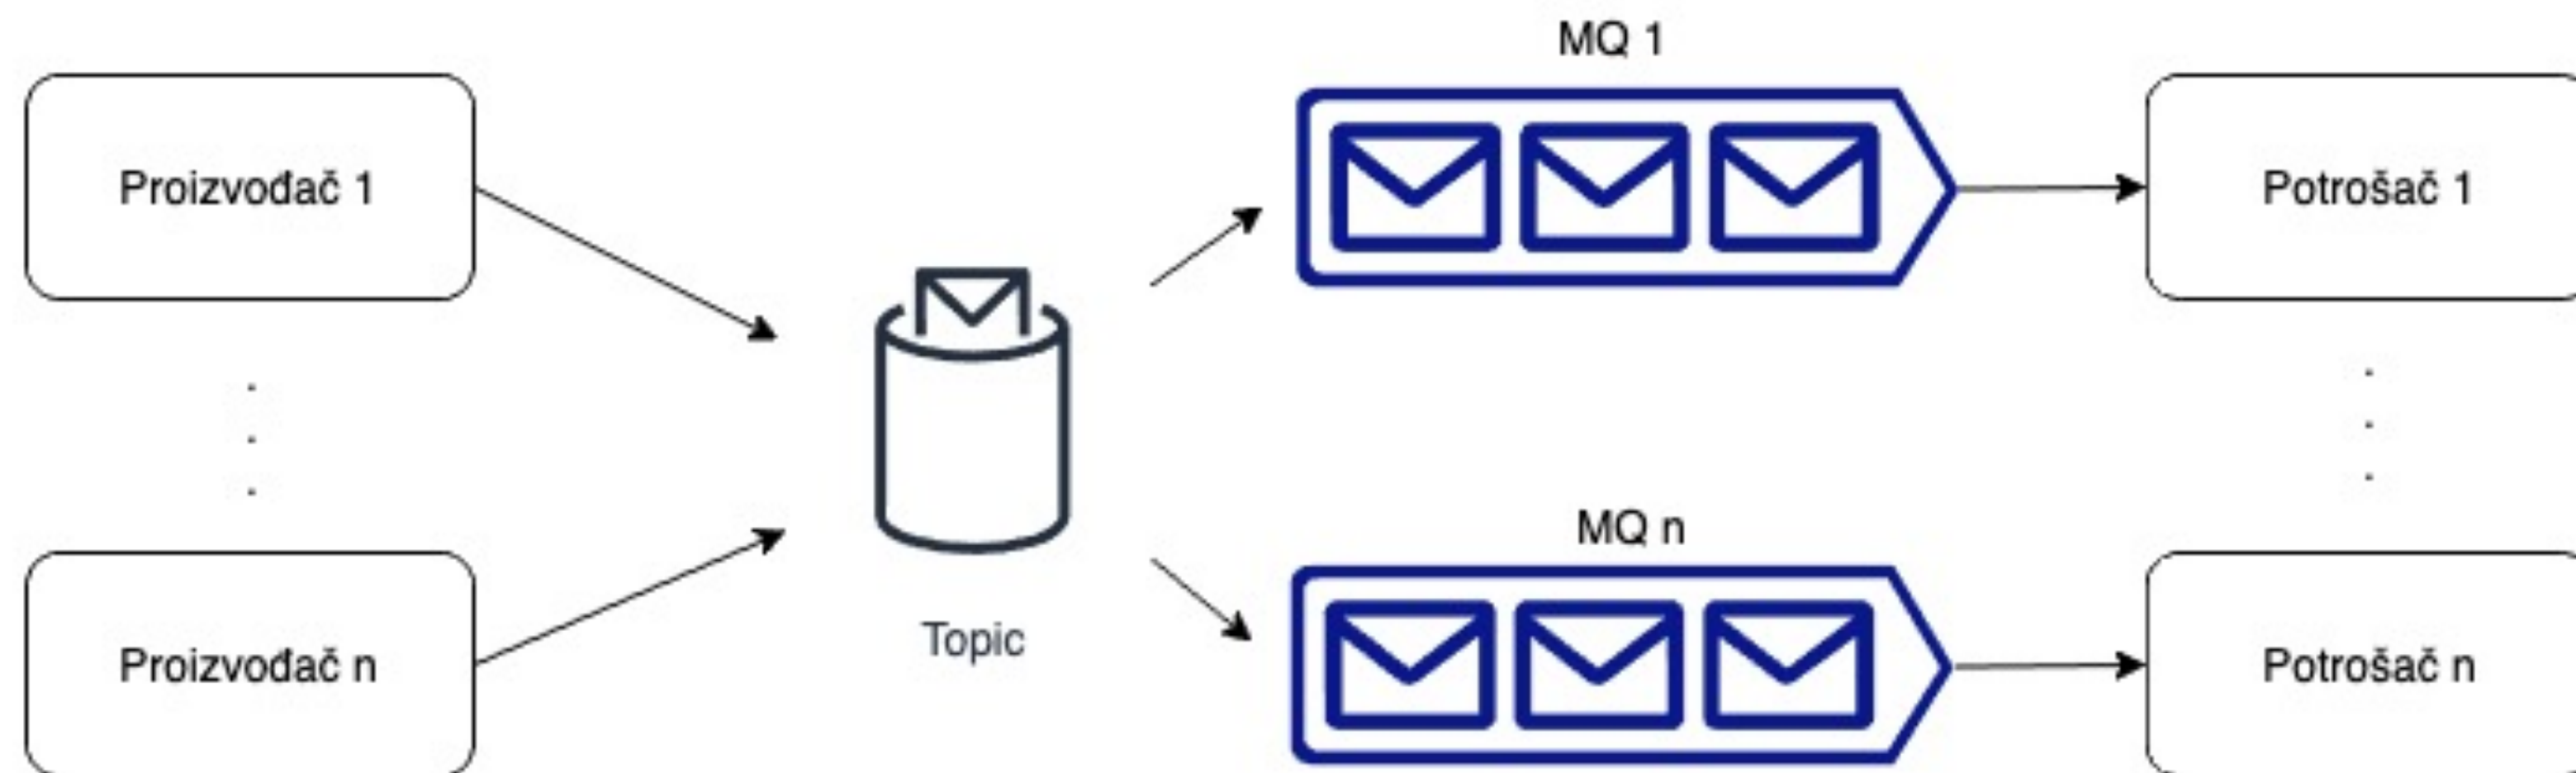 MQ 1
Proizvođač 1
Potrošač 1
MQ n
Topic
Proizvođač n
Potrošač n